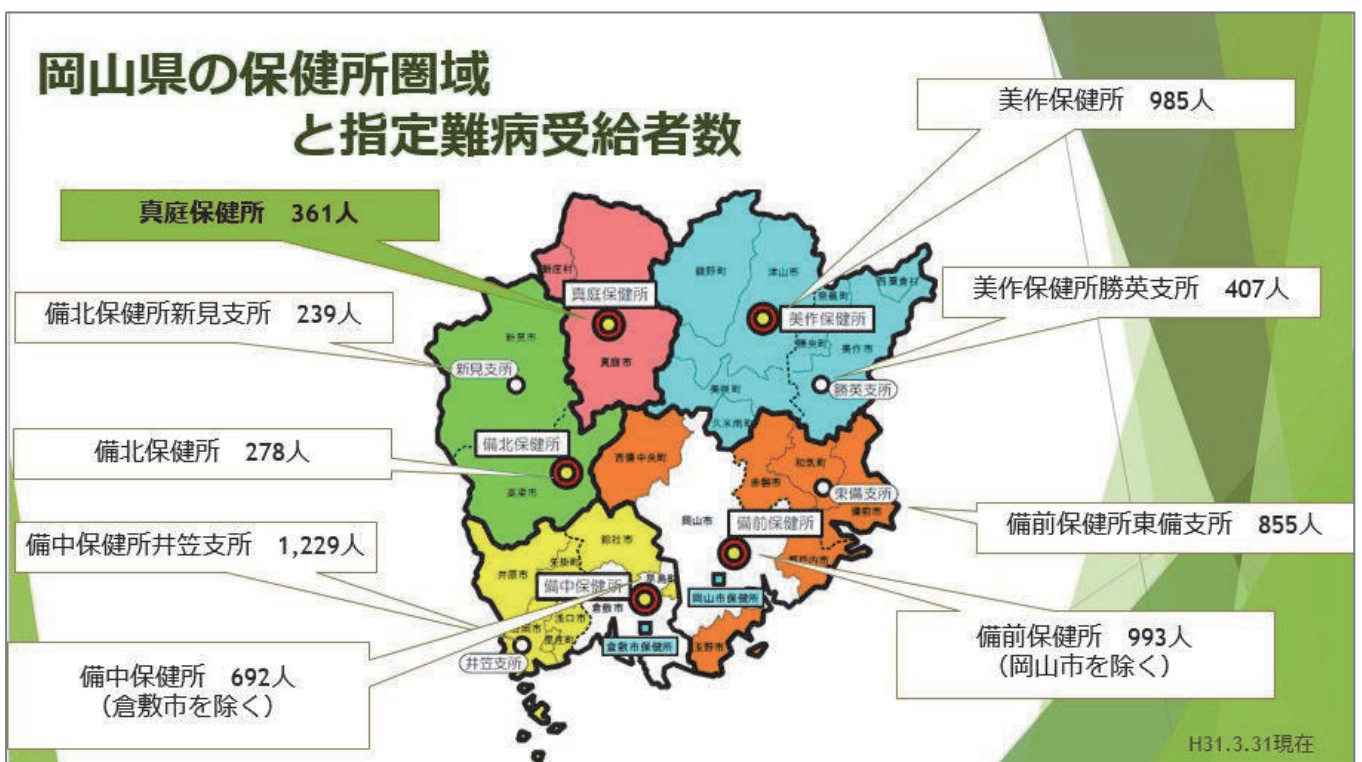 岡山県の保健所圏域
と指定難病受給者数
美作保健所 985人
真庭保健所 361人
美作保健所勝英支所 407人
備北保健所新見支所 239人
備北保健所 278人
備中保健所井笠支所 1,229人
備前保健所東備支所 855人
備中保健所 692人
（倉敷市を除く）
備前保健所 993人
（岡山市を除く）
新庄村
真庭保健所
真庭市
鏡野町
津山市
奈義町
西粟倉村
美作保健所
勝央町
美作市
美咲町
久米南町
勝英支所
新見市
新見支所
備北保健所
高梁市
吉備中央町
和気町
赤磐市
東備支所
備前市
岡山市
備前保健所
瀬戸内市
岡山市保健所
玉野市
総社市
矢掛町
井原市
早島町
備中保健所
倉敷市
浅口市
里庄町
倉敷市保健所
井笠支所
H31.3.31現在